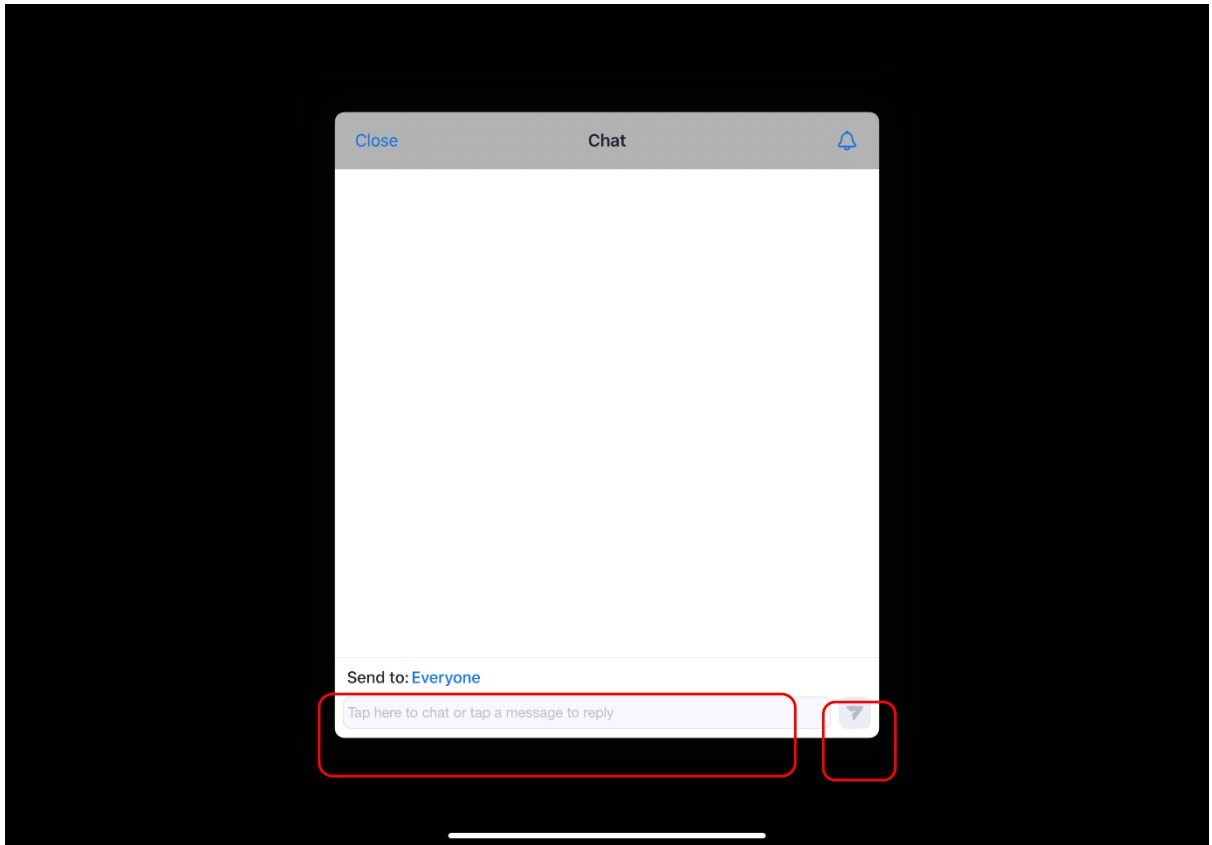 Close Chat
Send to: Everyone
Tap here to chat or tap a message to reply